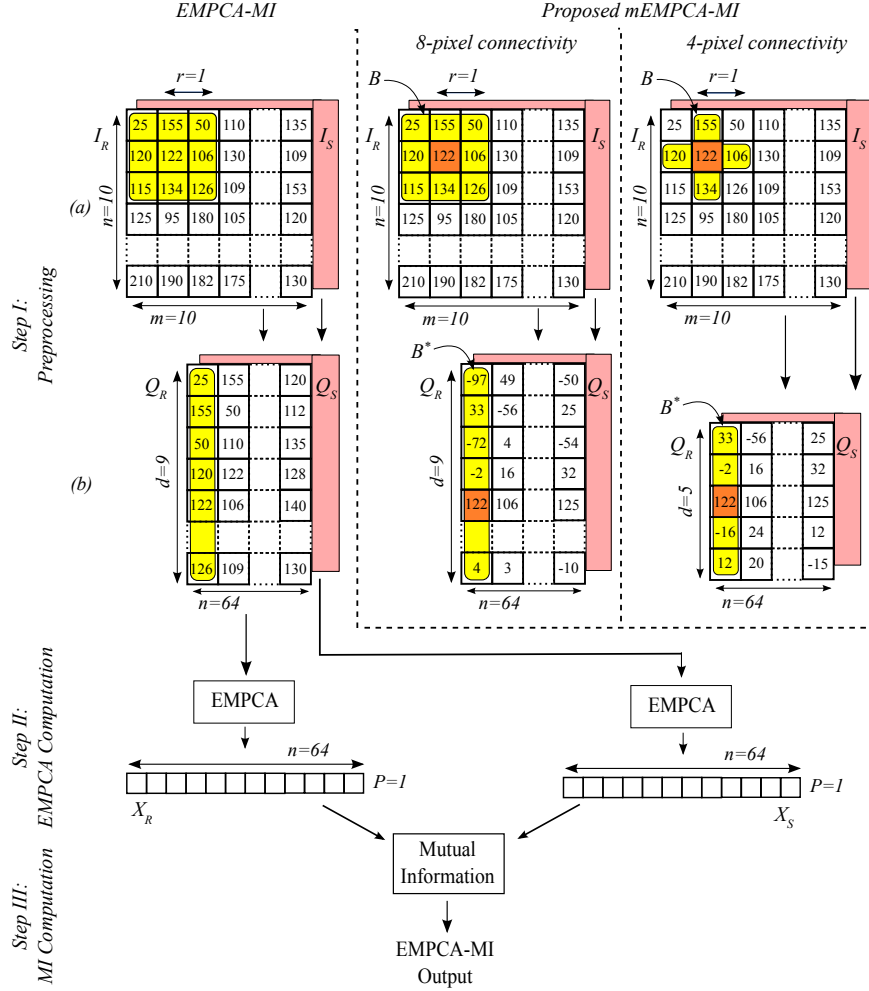 EMPCA-MI
Proposed mEMPCA-MI
8-pixel connectivity
4-pixel connectivity
r=1
B r=1
B r=1
I_R
25 155 50 110 135
120 122 106 130 109
115 134 126 109 153
125 95 180 105 120
210 190 182 175 130
I_S
n=10
m=10
I_R
25 155 50 110 135
120 122 106 130 109
115 134 126 109 153
125 95 180 105 120
210 190 182 175 130
I_S
n=10
m=10
I_R
25 155 50 110 135
120 122 106 130 109
115 134 126 109 153
125 95 180 105 120
210 190 182 175 130
I_S
n=10
m=10
(a)
Step I:
Preprocessing
(b)
Q_R
25 155 120
155 50 112
50 110 135
120 122 128
122 106 140
126 109 130
Q_S
d=9
n=64
B*
Q_R
-97 49 -50
33 -56 25
-72 4 -54
-2 16 32
122 106 125
4 3 -10
Q_S
d=9
n=64
B*
Q_R
33 -56 25
-2 16 32
122 106 125
-16 24 12
12 20 -15
Q_S
d=5
n=64
Step II:
EMPCA Computation
EMPCA
EMPCA
n=64
P=1
X_R
n=64
P=1
X_S
Step III:
MI Computation
Mutual
Information
EMPCA-MI
Output